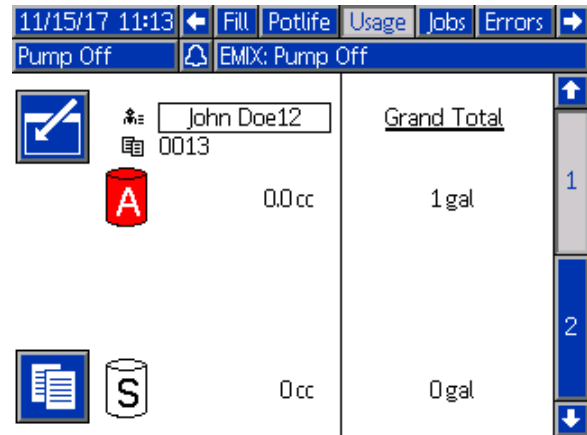 11/15/17 11:13 Fill Potlife Usage Jobs Errors
Pump Off EMIX: Pump Off
John Doe12 Grand Total
0013
A 0.0 cc 1 gal
1
2
S 0 cc 0 gal